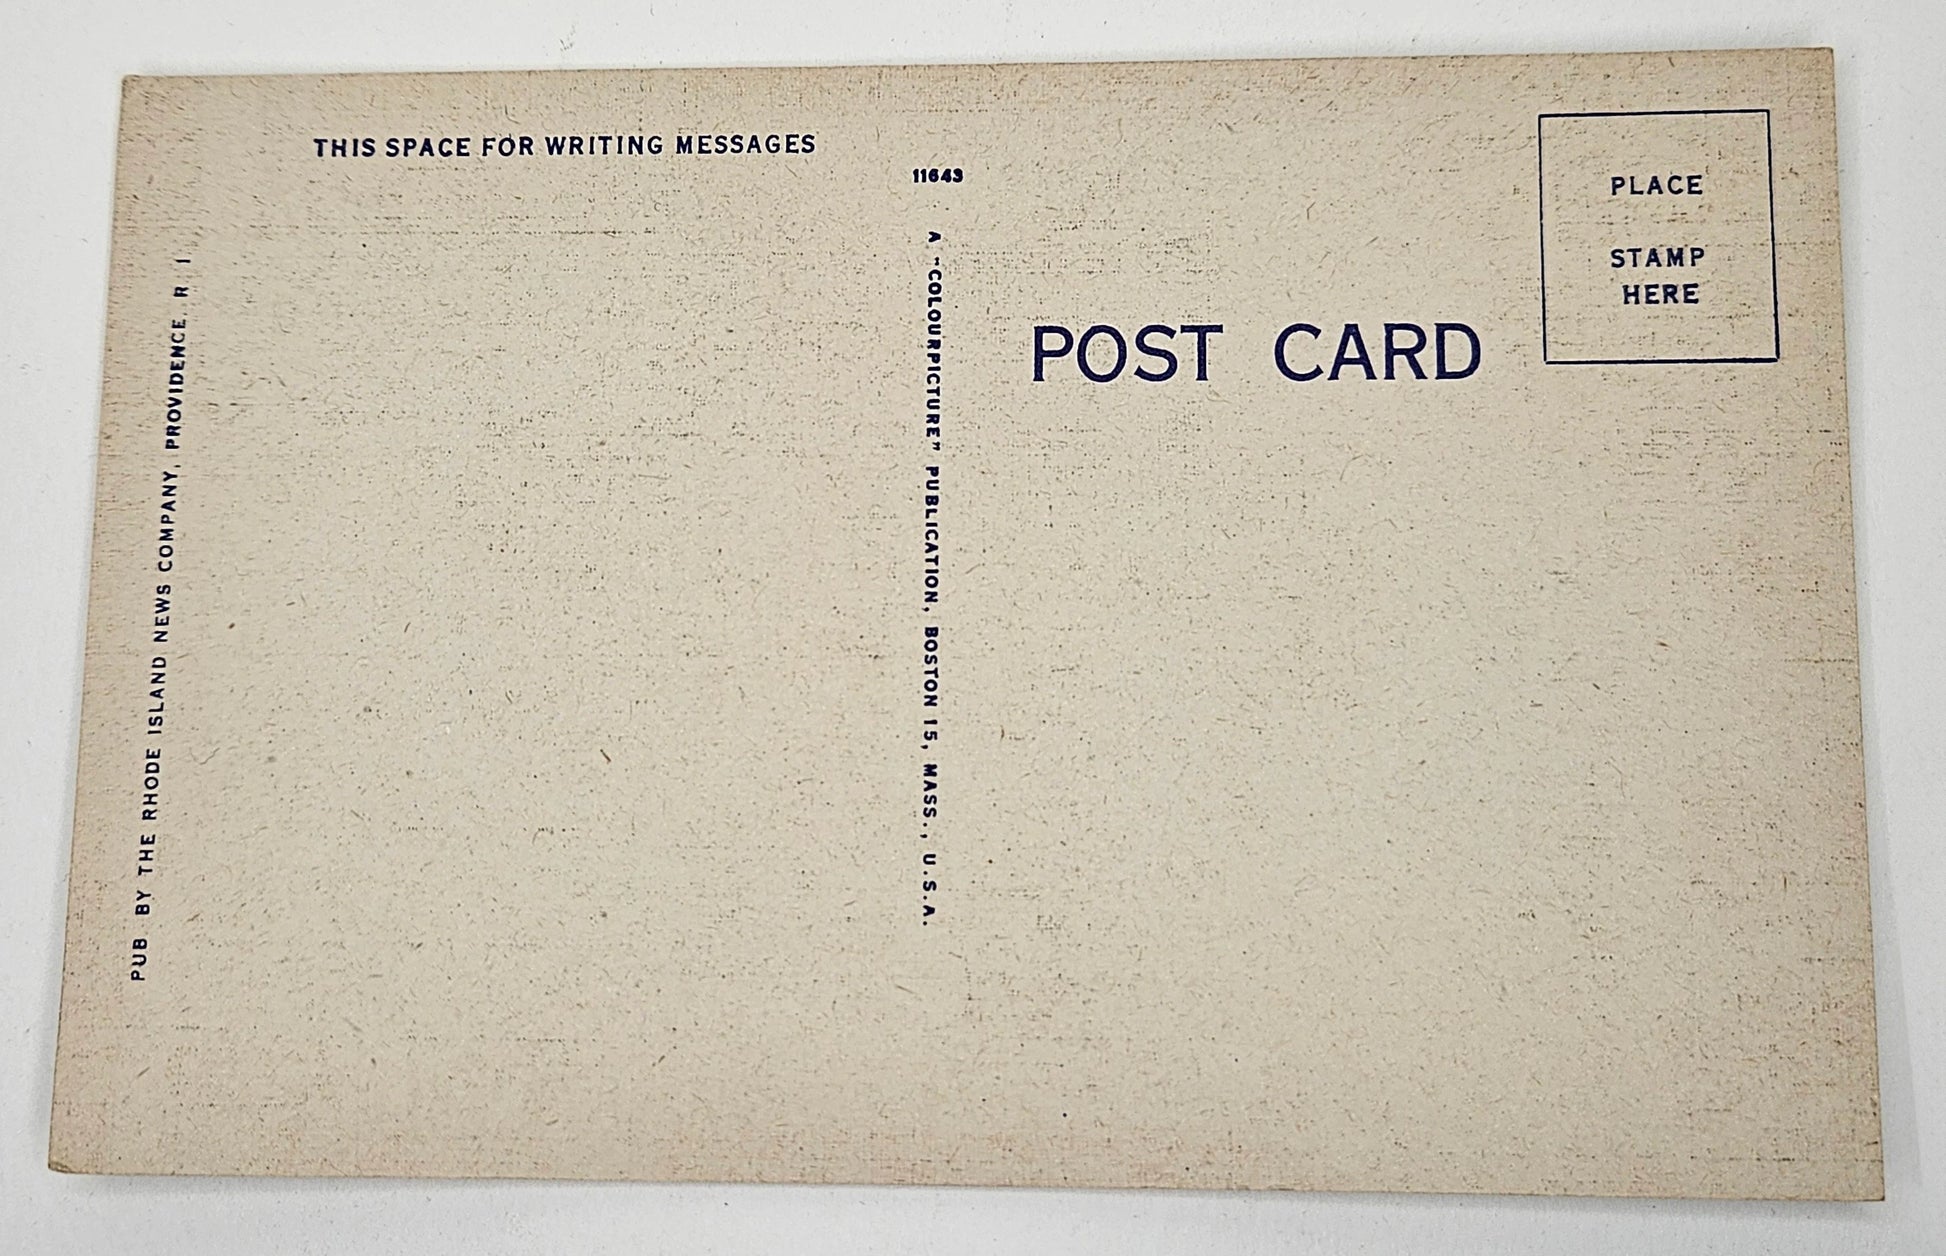 THIS SPACE FOR WRITING MESSAGES
11643
PLACE
STAMP
HERE
POST CARD
A "COLOURPICTURE" PUBLICATION, BOSTON 15, MASS., U.S.A.
PUB BY THE RHODE ISLAND NEWS COMPANY, PROVIDENCE, R I